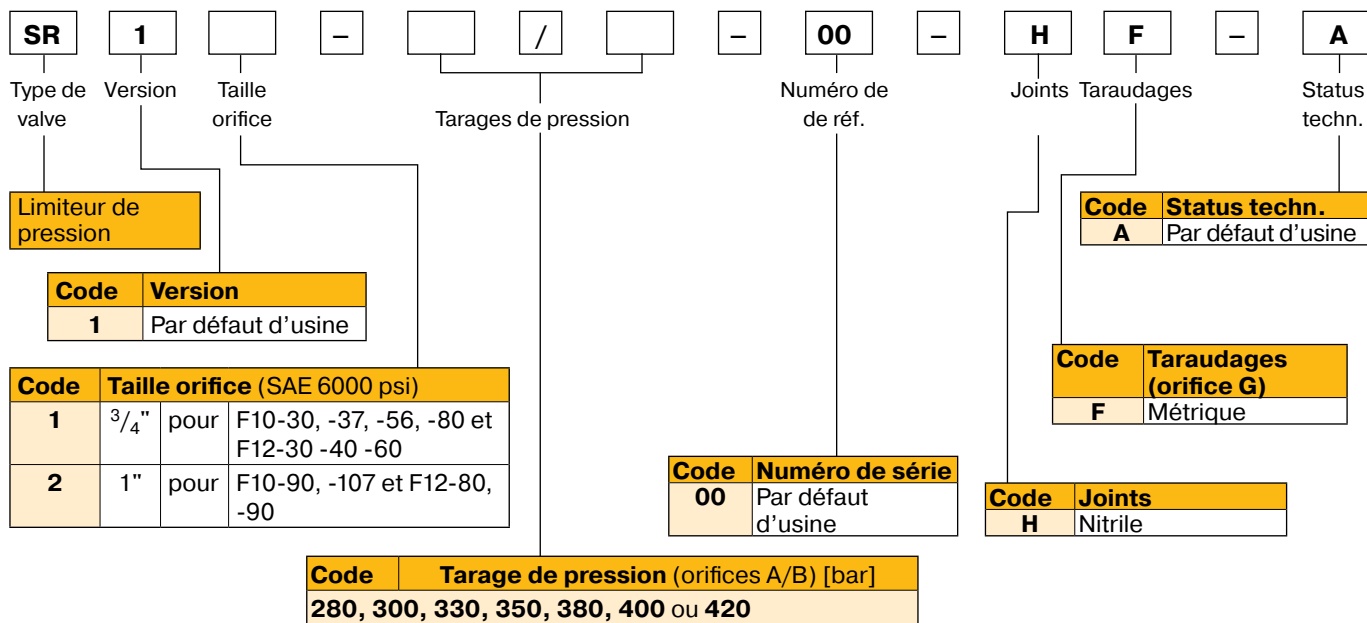 SR 1 – / – 00 – H F – A
Type de valve
Version
Taille orifice
Tarages de pression
Numéro de de réf.
Joints
Taraudages
Status techn.
Limiteur de pression
Code Status techn.
A Par défaut d'usine
Code Version
1 Par défaut d'usine
Code Taraudages (orifice G)
F Métrique
Code Taille orifice (SAE 6000 psi)
1 3/4" pour F10-30, -37, -56, -80 et F12-30 -40 -60
2 1" pour F10-90, -107 et F12-80, -90
Code Numéro de série
00 Par défaut d'usine
Code Joints
H Nitrile
Code Tarage de pression (orifices A/B) [bar]
280, 300, 330, 350, 380, 400 ou 420